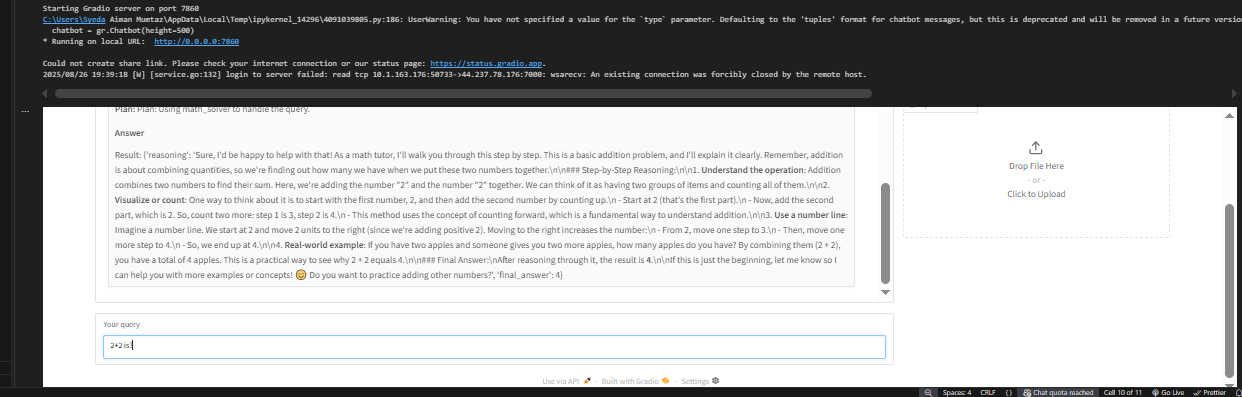 Starting Gradio server on port 7860
C:\Users\Syeda Aiman Mumtaz\AppData\Local\Temp\ipykernel_14296\4091039805.py:186: UserWarning: You have not specified a value for the `type` parameter. Defaulting to the 'tuples' format for chatbot messages, but this is deprecated and will be removed in a future versio
chatbot = gr.Chatbot(height=500)
* Running on local URL: http://0.0.0.0:7860
Could not create share link. Please check your internet connection or our status page: https://status.gradio.app.
2025/08/26 19:39:18 [W] [service.go:132] login to server failed: read tcp 10.1.163.176:50733->44.237.78.176:7000: wsarecv: An existing connection was forcibly closed by the remote host.
...
Plan: Plan: Using math_solver to handle the query.
Answer
Result: {'reasoning': 'Sure, I'd be happy to help with that! As a math tutor, I'll walk you through this step by step. This is a basic addition problem, and I'll explain it clearly. Remember, addition
is about combining quantities, so we're finding out how many we have when we put these two numbers together.\n\n### Step-by-Step Reasoning:\n\n1. Understand the operation: Addition
combines two numbers to find their sum. Here, we're adding the number "2" and the number "2" together. We can think of it as having two groups of items and counting all of them.\n\n2.
Visualize or count: One way to think about it is to start with the first number, 2, and then add the second number by counting up.\n - Start at 2 (that's the first part).\n - Now, add the second
part, which is 2. So, count two more: step 1 is 3, step 2 is 4.\n - This method uses the concept of counting forward, which is a fundamental way to understand addition.\n\n3. Use a number line:
Imagine a number line. We start at 2 and move 2 units to the right (since we're adding positive 2). Moving to the right increases the number:\n - From 2, move one step to 3.\n - Then, move one
more step to 4.\n - So, we end up at 4.\n\n4. Real-world example: If you have two apples and someone gives you two more apples, how many apples do you have? By combining them (2 + 2),
you have a total of 4 apples. This is a practical way to see why 2 + 2 equals 4.\n\n### Final Answer:\nAfter reasoning through it, the result is 4.\n\nIf this is just the beginning, let me know so I
can help you with more examples or concepts! 😊 Do you want to practice adding other numbers?', 'final_answer': 4}
Drop File Here
- or -
Click to Upload
Your query
2+2 is?
Use via API · Built with Gradio · Settings
Spaces: 4 CRLF {} Chat quota reached Cell 10 of 11 Go Live Prettier